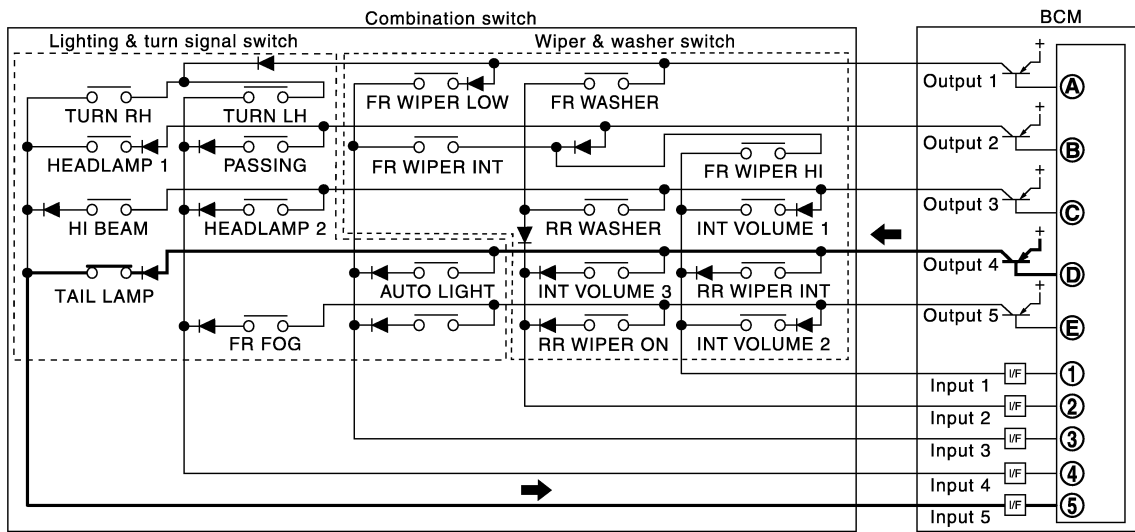 Combination switch
BCM
Lighting & turn signal switch
Wiper & washer switch
+
Output 1
A
TURN RH
TURN LH
FR WIPER LOW
FR WASHER
+
Output 2
B
HEADLAMP 1
PASSING
FR WIPER INT
FR WIPER HI
+
Output 3
C
HI BEAM
HEADLAMP 2
RR WASHER
INT VOLUME 1
+
Output 4
D
TAIL LAMP
AUTO LIGHT
INT VOLUME 3
RR WIPER INT
+
Output 5
E
FR FOG
RR WIPER ON
INT VOLUME 2
Input 1
I/F
1
Input 2
I/F
2
Input 3
I/F
3
Input 4
I/F
4
Input 5
I/F
5